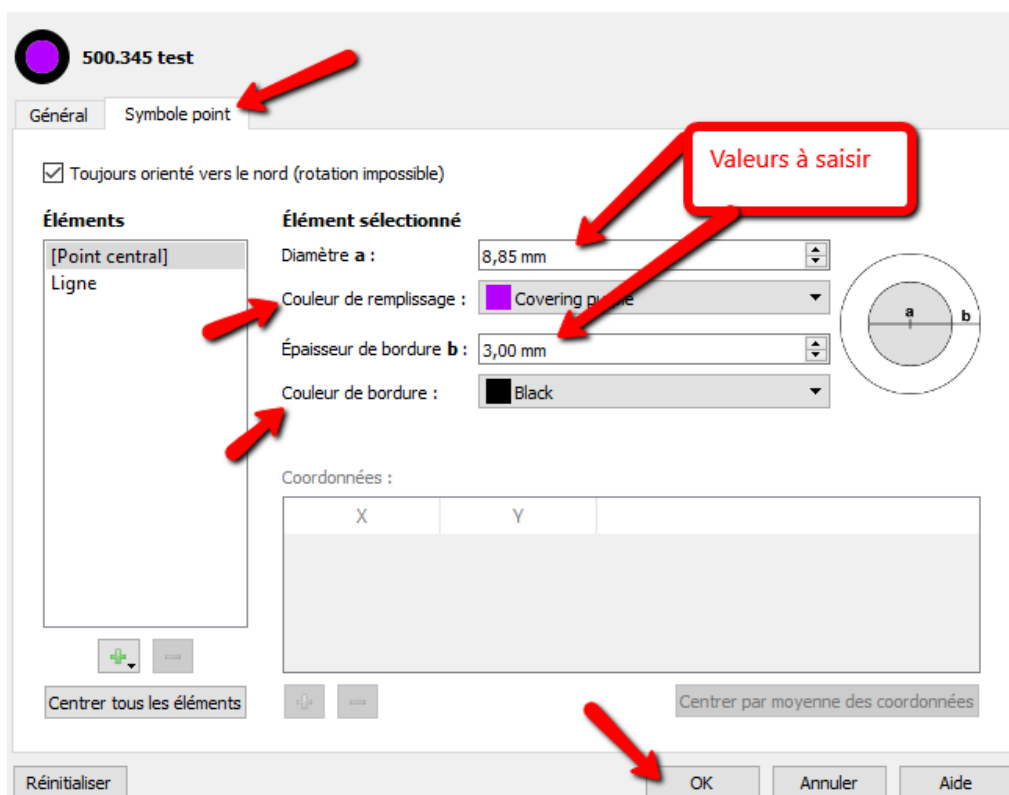 500.345 test
Général Symbole point
Valeurs à saisir
Toujours orienté vers le nord (rotation impossible)
Éléments Élément sélectionné
[Point central] Diamètre a : 8,85 mm
Ligne
Couleur de remplissage : Covering purple
a b
Épaisseur de bordure b : 3,00 mm
Couleur de bordure : Black
Coordonnées :
X Y
Centrer tous les éléments Centrer par moyenne des coordonnées
Réinitialiser OK Annuler Aide